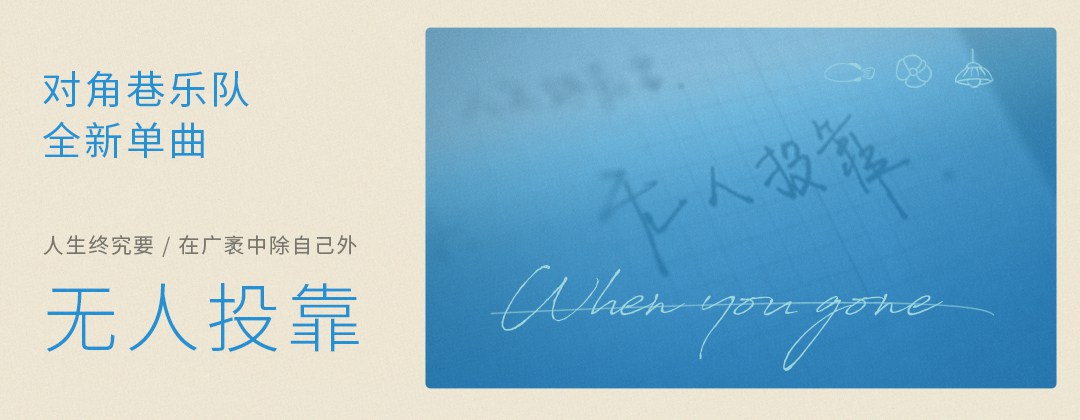 对角巷乐队
全新单曲
人生终究要 / 在广袤中除自己外
无人投靠
无人投靠.
When you gone